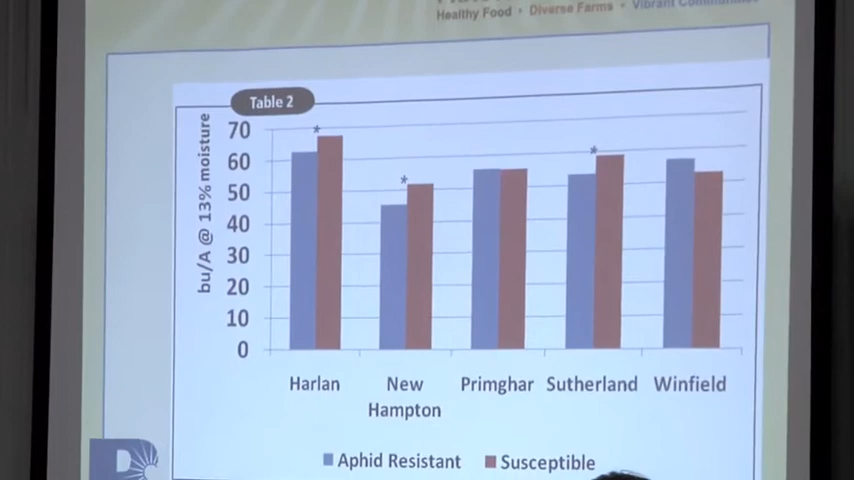 Healthy Food • Diverse Farms • Vibrant Communities
Table 2
bu/A @ 13% moisture
70
60
50
40
30
20
10
0
* * *
Harlan New Hampton Primghar Sutherland Winfield
Aphid Resistant Susceptible